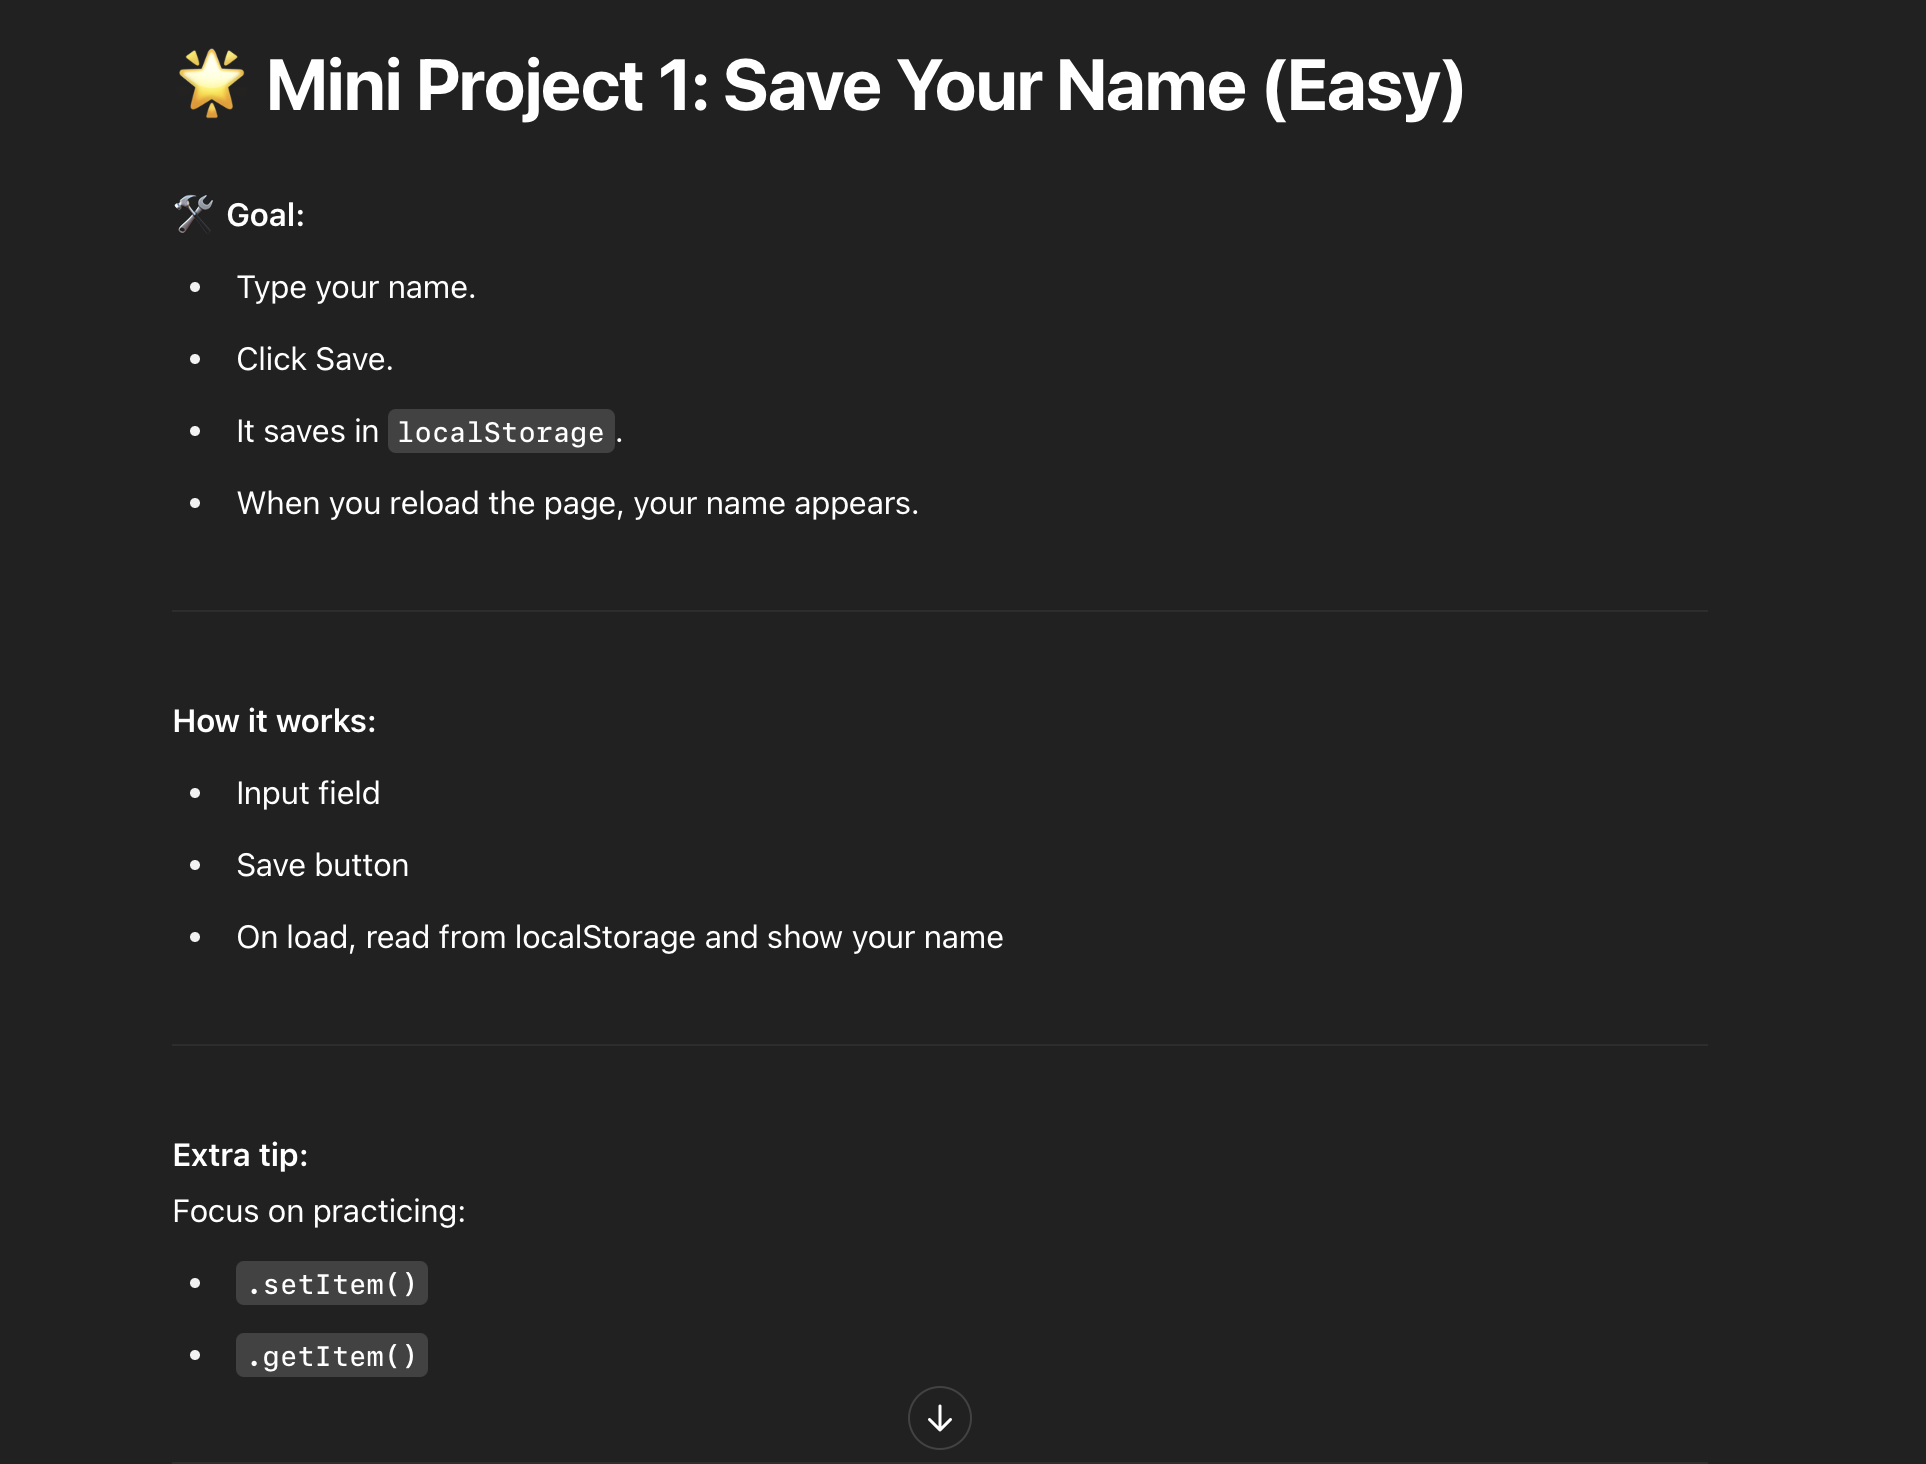 🌟 Mini Project 1: Save Your Name (Easy)
🛠️ Goal:
• Type your name.
• Click Save.
• It saves in localStorage.
• When you reload the page, your name appears.
How it works:
• Input field
• Save button
• On load, read from localStorage and show your name
Extra tip:
Focus on practicing:
• .setItem()
• .getItem()